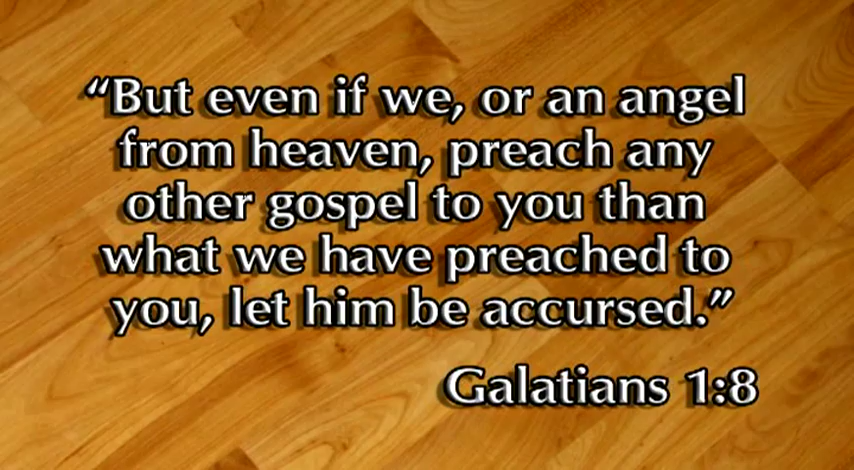 “But even if we, or an angel
from heaven, preach any
other gospel to you than
what we have preached to
you, let him be accursed.”
Galatians 1:8